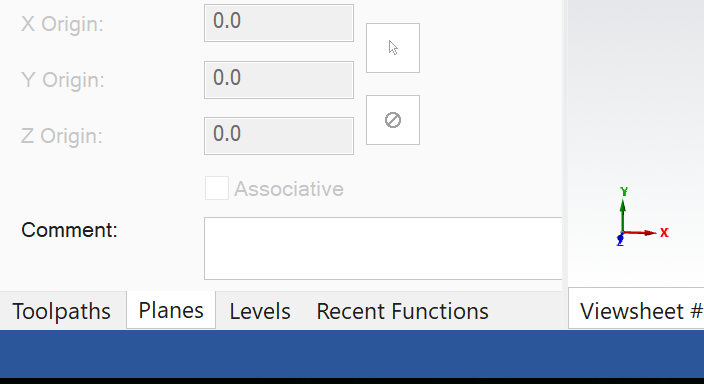 X Origin: 0.0
Y Origin: 0.0
Z Origin: 0.0
Associative
Comment:
Y
X
Z
Toolpaths Planes Levels Recent Functions Viewsheet #